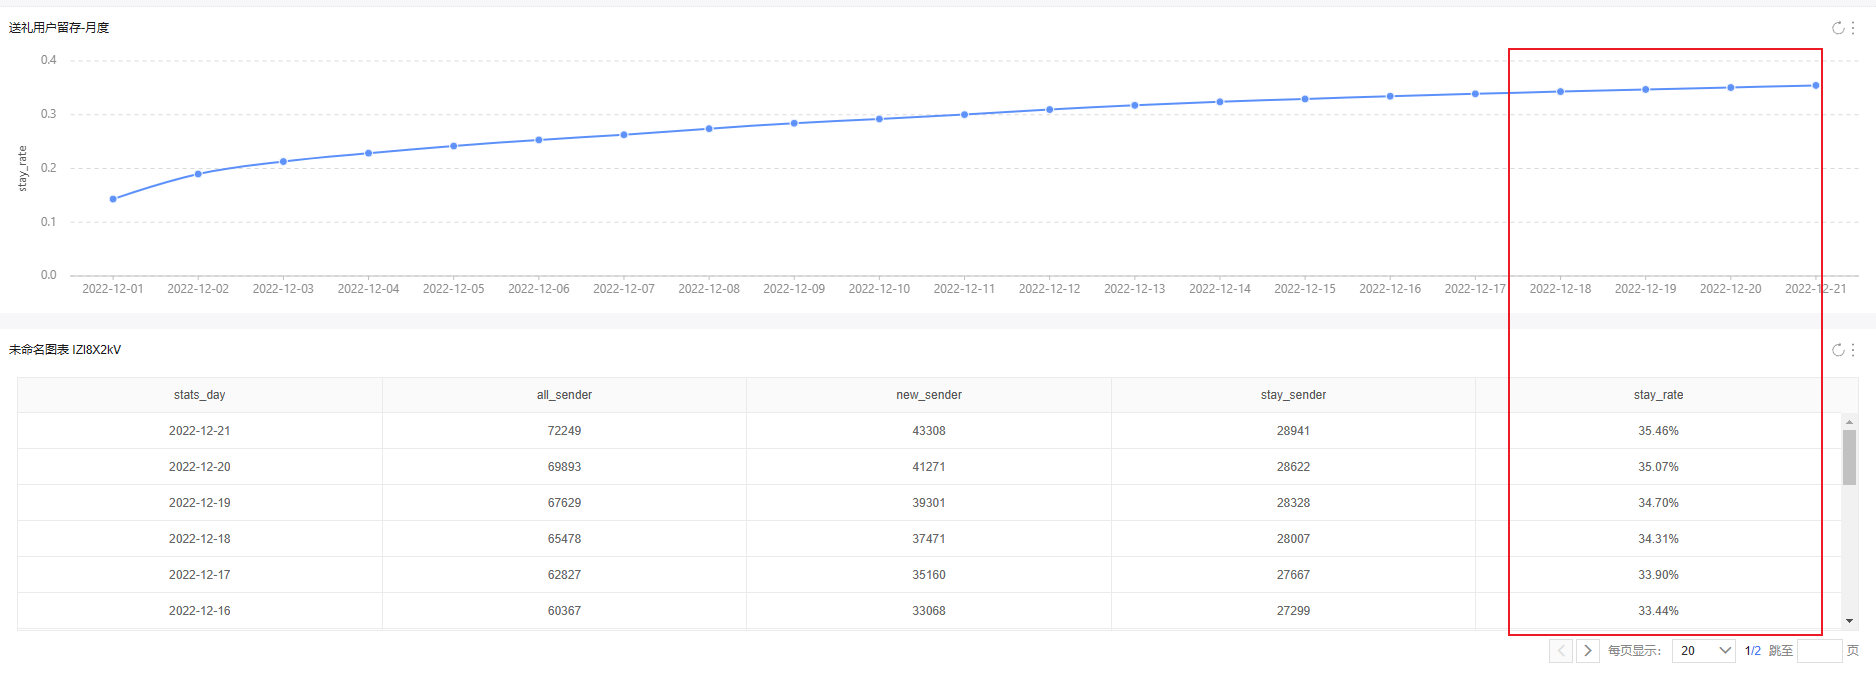 送礼用户留存-月度
0.4
0.3
0.2
0.1
0.0
stay_rate
2022-12-01 2022-12-02 2022-12-03 2022-12-04 2022-12-05 2022-12-06 2022-12-07 2022-12-08 2022-12-09 2022-12-10 2022-12-11 2022-12-12 2022-12-13 2022-12-14 2022-12-15 2022-12-16 2022-12-17 2022-12-18 2022-12-19 2022-12-20 2022-12-21
未命名图表 IZI8X2kV
stats_day all_sender new_sender stay_sender stay_rate
2022-12-21 72249 43308 28941 35.46%
2022-12-20 69893 41271 28622 35.07%
2022-12-19 67629 39301 28328 34.70%
2022-12-18 65478 37471 28007 34.31%
2022-12-17 62827 35160 27667 33.90%
2022-12-16 60367 33068 27299 33.44%
每页显示: 20 1/2 跳至 页